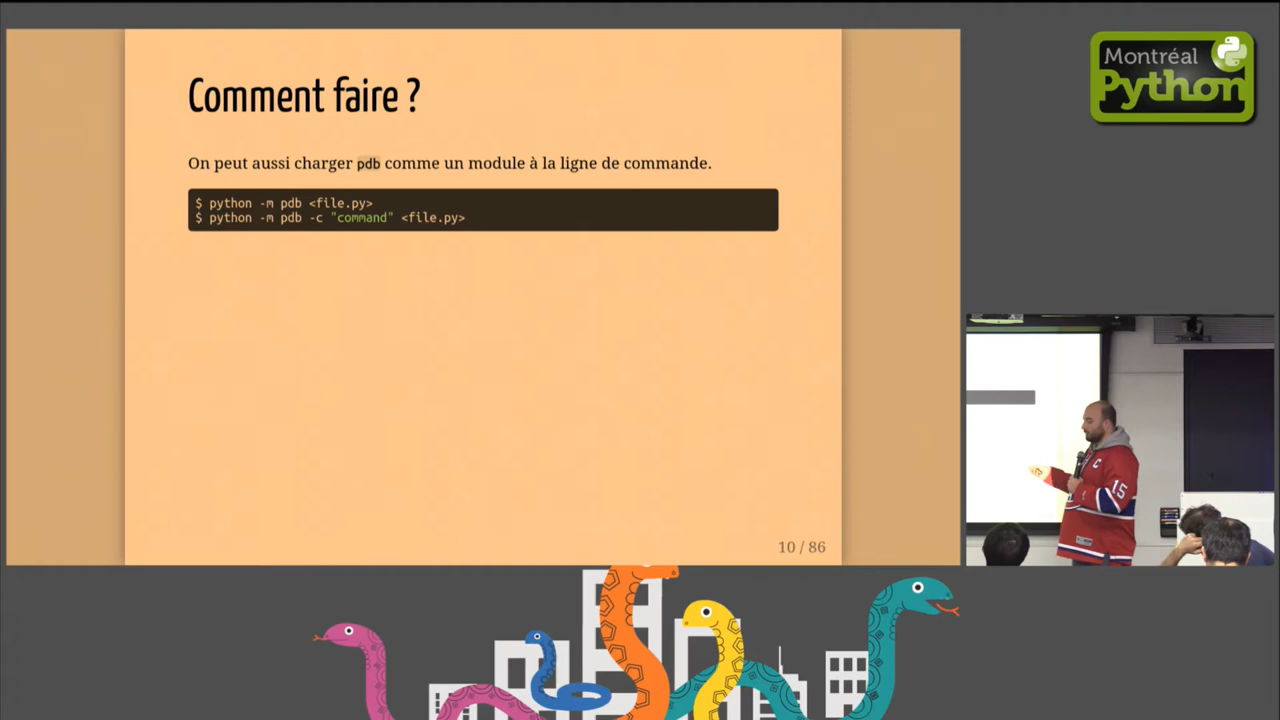 Comment faire ?
On peut aussi charger pdb comme un module à la ligne de commande.
$ python -m pdb <file.py>
$ python -m pdb -c "command" <file.py>
10 / 86
Montréal
Python
C
15